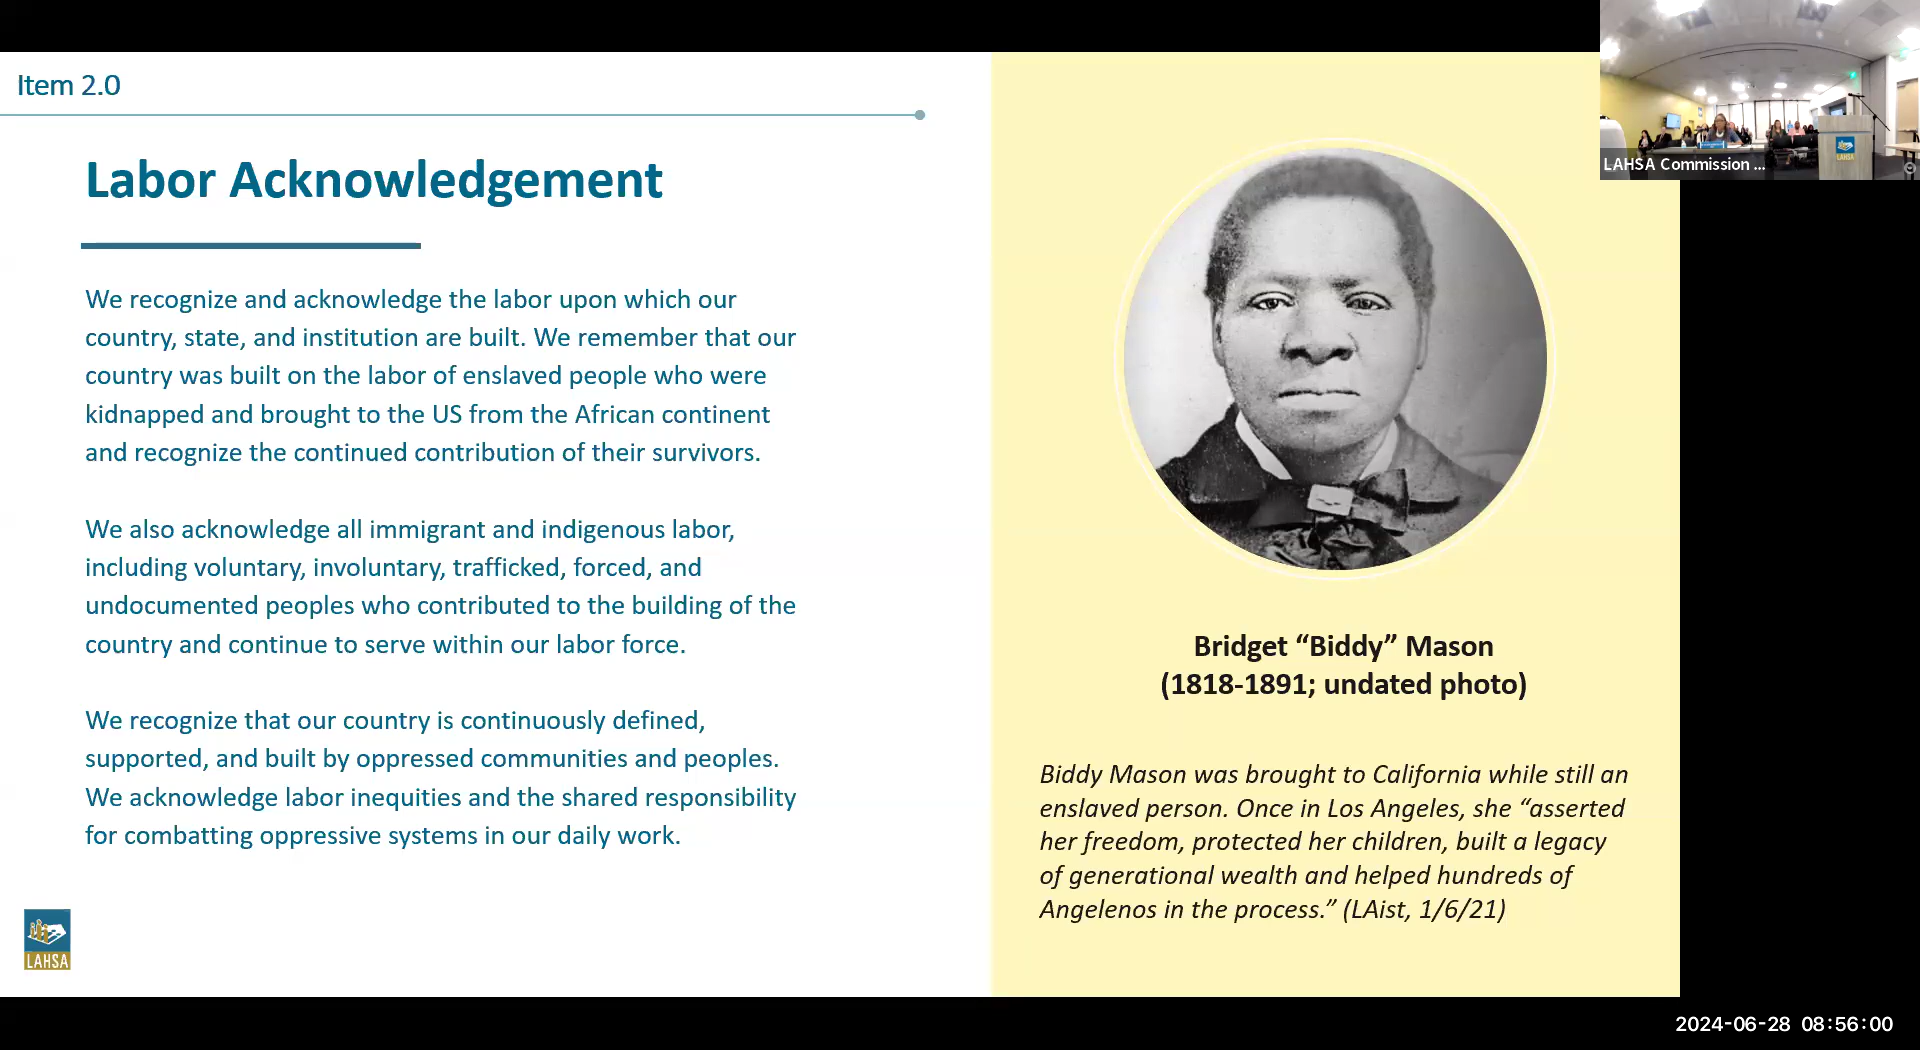 Item 2.0
Labor Acknowledgement
We recognize and acknowledge the labor upon which our
country, state, and institution are built. We remember that our
country was built on the labor of enslaved people who were
kidnapped and brought to the US from the African continent
and recognize the continued contribution of their survivors.
We also acknowledge all immigrant and indigenous labor,
including voluntary, involuntary, trafficked, forced, and
undocumented peoples who contributed to the building of the
country and continue to serve within our labor force.
We recognize that our country is continuously defined,
supported, and built by oppressed communities and peoples.
We acknowledge labor inequities and the shared responsibility
for combatting oppressive systems in our daily work.
LAHSA
Bridget “Biddy” Mason
(1818-1891; undated photo)
Biddy Mason was brought to California while still an
enslaved person. Once in Los Angeles, she “asserted
her freedom, protected her children, built a legacy
of generational wealth and helped hundreds of
Angelenos in the process.” (LAist, 1/6/21)
LAHSA
LAHSA Commission ...
2024-06-28 08:56:00